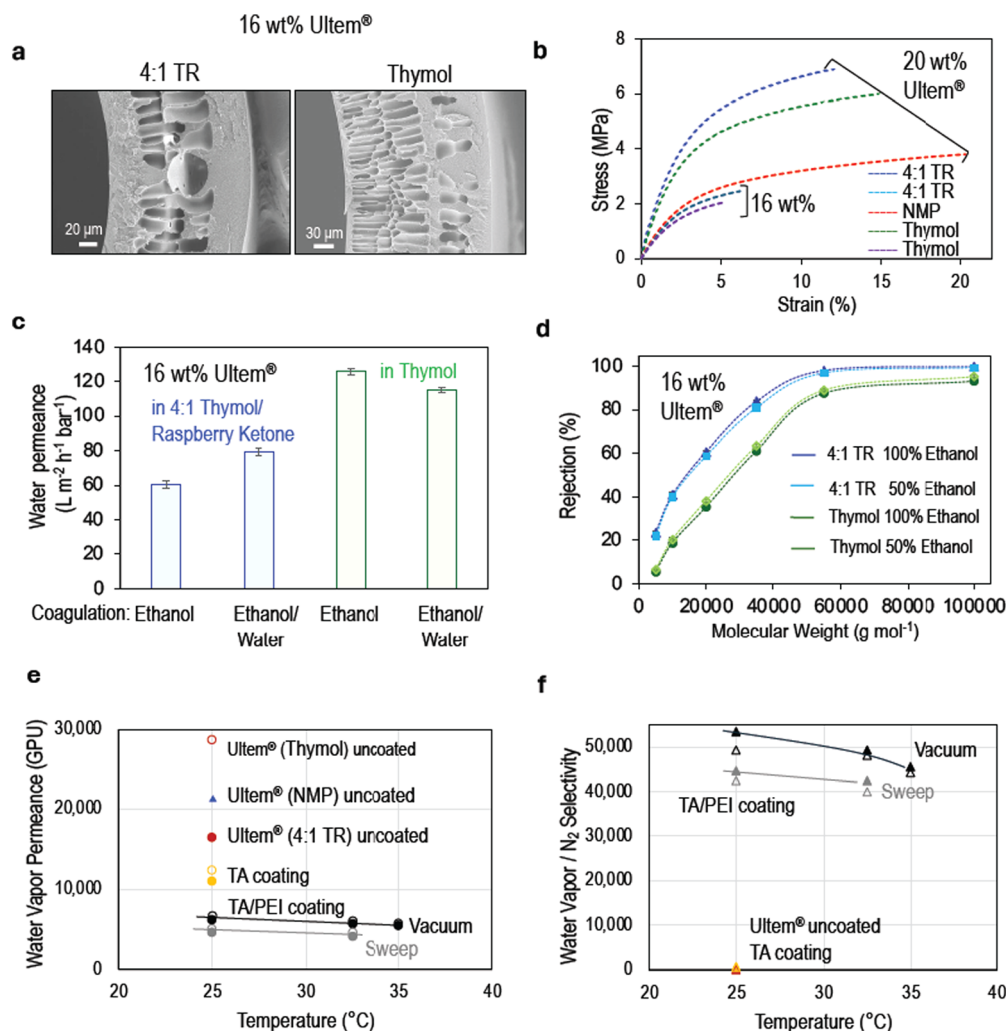 16 wt% Ultem®
a
4:1 TR
Thymol
20 µm
30 µm
b
Stress (MPa)
8
6
4
2
0
20 wt%
Ultem®
16 wt%
4:1 TR
4:1 TR
NMP
Thymol
Thymol
0 5 10 15 20
Strain (%)
c
Water permeance
(L m⁻² h⁻¹ bar⁻¹)
140
120
100
80
60
40
20
0
16 wt% Ultem®
in 4:1 Thymol/
Raspberry Ketone
in Thymol
Coagulation: Ethanol Ethanol/ Ethanol Ethanol/
Water Water
d
Rejection (%)
100
80
60
40
20
0
16 wt%
Ultem®
4:1 TR 100% Ethanol
4:1 TR 50% Ethanol
Thymol 100% Ethanol
Thymol 50% Ethanol
0 20000 40000 60000 80000 100000
Molecular Weight (g mol⁻¹)
e
Water Vapor Permeance (GPU)
30,000
20,000
10,000
0
Ultem® (Thymol) uncoated
Ultem® (NMP) uncoated
Ultem® (4:1 TR) uncoated
TA coating
TA/PEI coating
Vacuum
Sweep
20 25 30 35 40
Temperature (°C)
f
Water Vapor / N₂ Selectivity
50,000
40,000
30,000
20,000
10,000
0
Vacuum
TA/PEI coating
Sweep
Ultem® uncoated
TA coating
20 25 30 35 40
Temperature (°C)